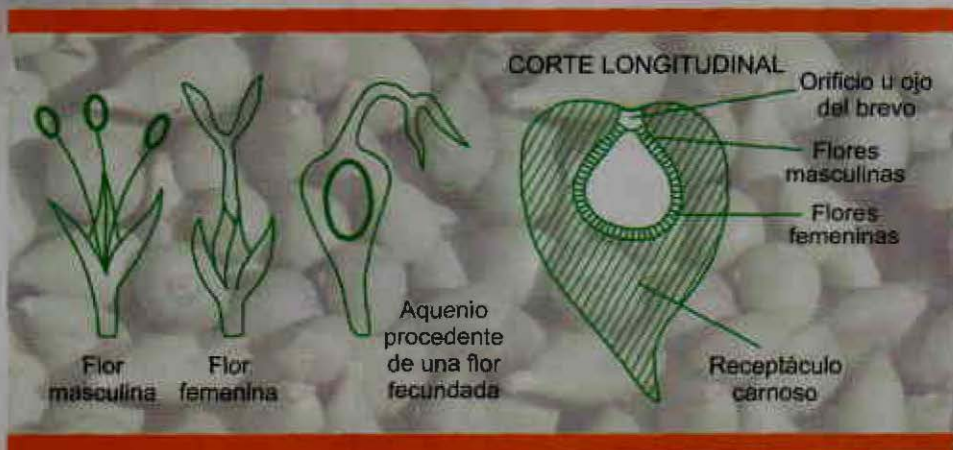 Flor
masculina
Flor
femenina
Aquenio
procedente
de una flor
fecundada
CORTE LONGITUDINAL
Orificio u ojo
del brevo
Flores
masculinas
Flores
femeninas
Receptáculo
carnoso